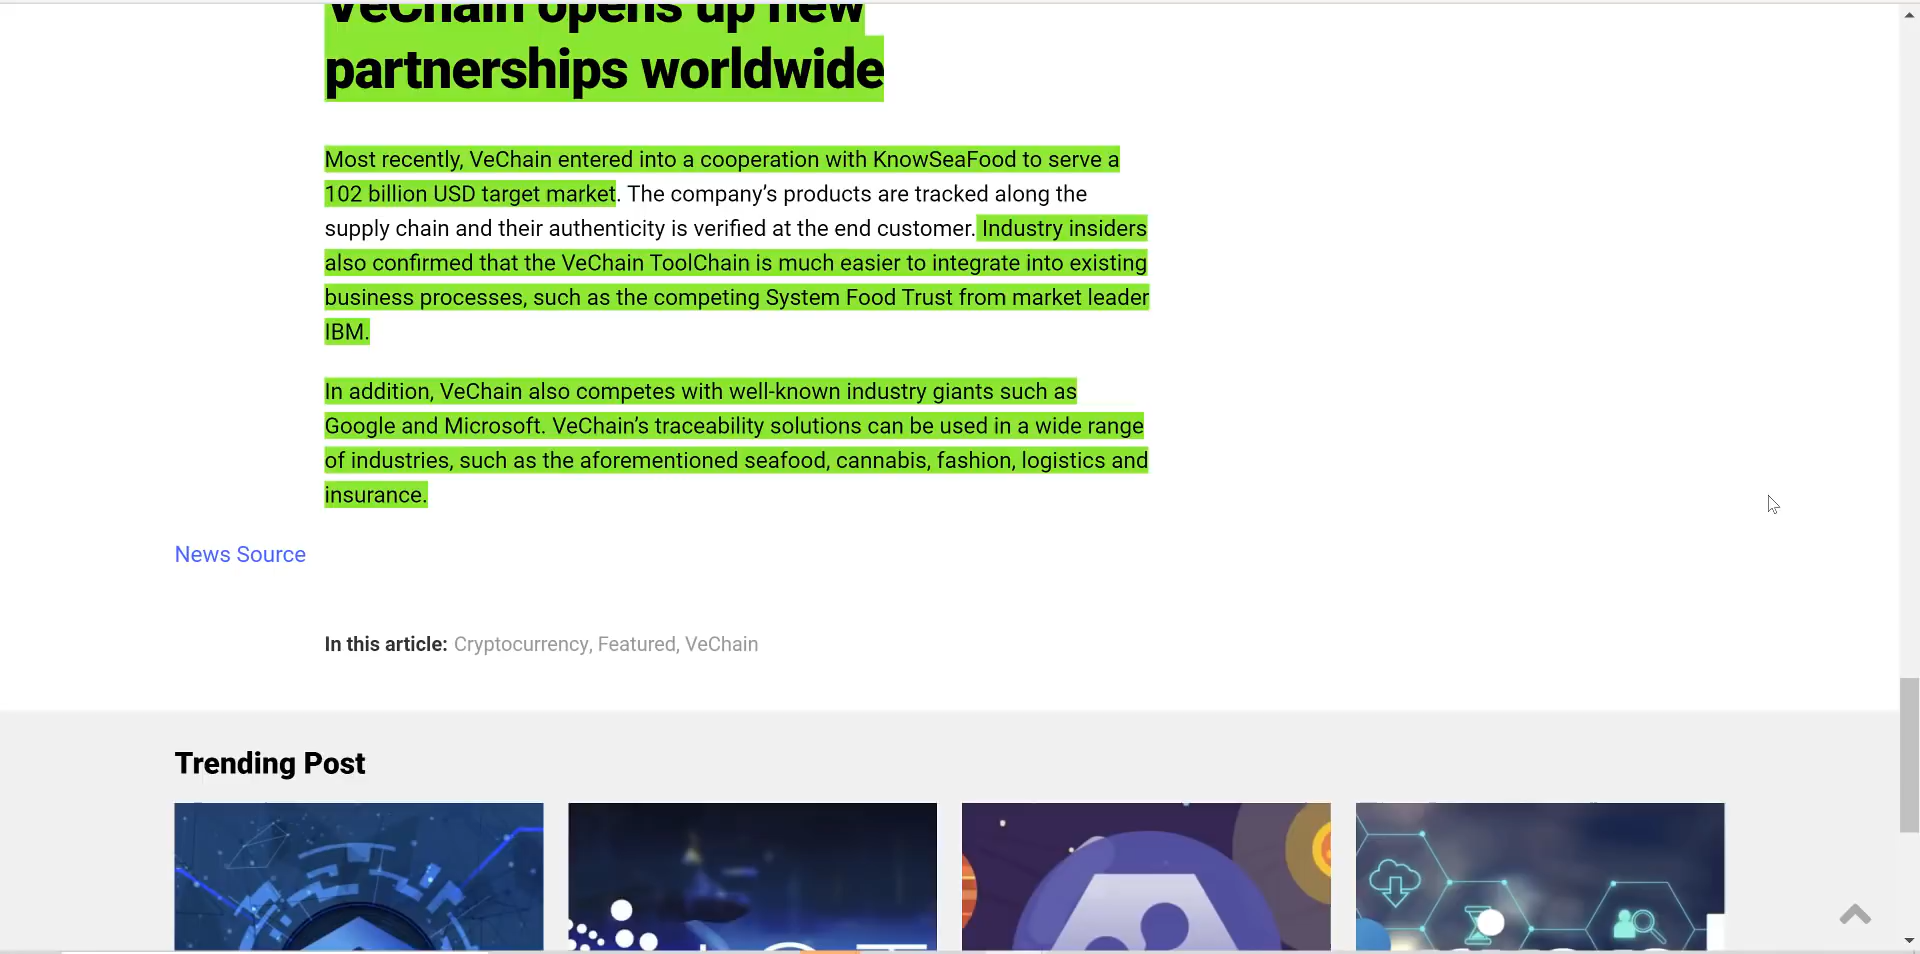 VeChain opens up new
partnerships worldwide
Most recently, VeChain entered into a cooperation with KnowSeaFood to serve a
102 billion USD target market. The company’s products are tracked along the
supply chain and their authenticity is verified at the end customer. Industry insiders
also confirmed that the VeChain ToolChain is much easier to integrate into existing
business processes, such as the competing System Food Trust from market leader
IBM.
In addition, VeChain also competes with well-known industry giants such as
Google and Microsoft. VeChain’s traceability solutions can be used in a wide range
of industries, such as the aforementioned seafood, cannabis, fashion, logistics and
insurance.
News Source
In this article: Cryptocurrency, Featured, VeChain
Trending Post